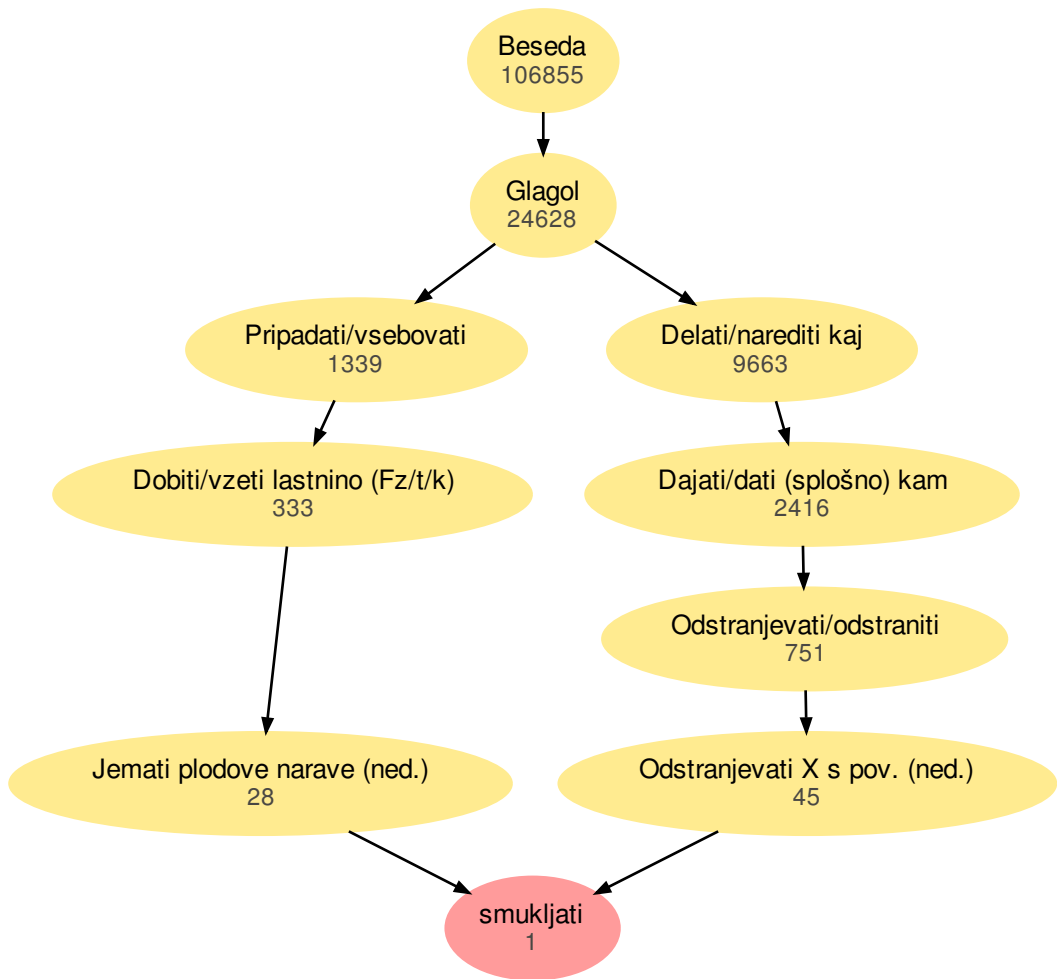 Beseda
106855
Glagol
24628
Pripadati/vsebovati
1339
Delati/narediti kaj
9663
Dobiti/vzeti lastnino (Fz/t/k)
333
Dajati/dati (splošno) kam
2416
Odstranjevati/odstraniti
751
Jemati plodove narave (ned.)
28
Odstranjevati X s pov. (ned.)
45
smukljati
1